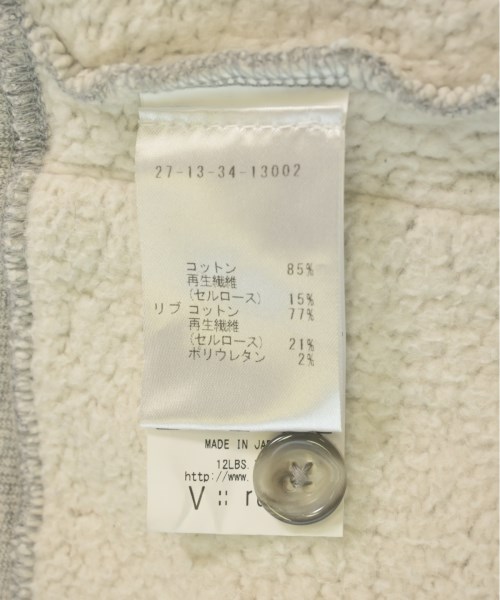 27-13-34-13002
コットン 85%
再生繊維
(セルロース) 15%
リブ コットン 77%
再生繊維
(セルロース) 21%
ポリウレタン 2%
MADE IN
12LBS.
http://www.
V::